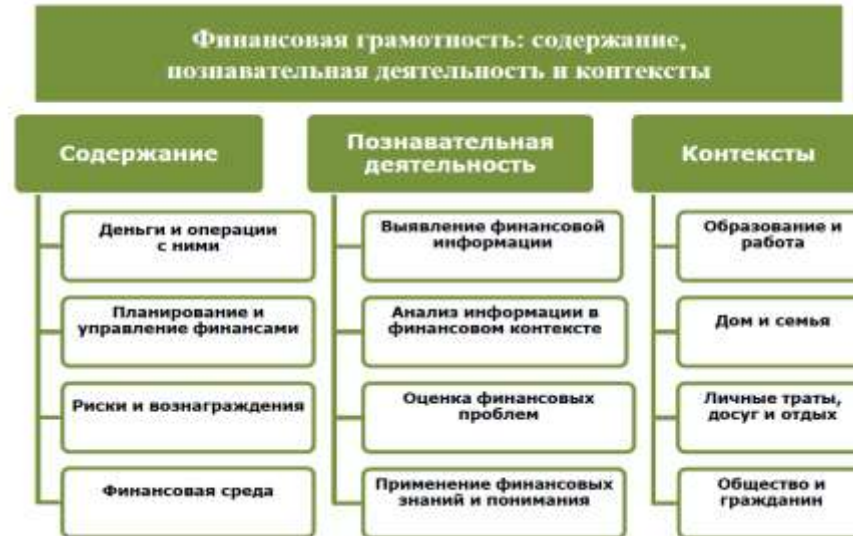 Финансовая грамотность: содержание,
познавательная деятельность и контексты
Содержание
Деньги и операции
с ними
Планирование и
управление финансами
Риски и вознаграждения
Финансовая среда
Познавательная
деятельность
Выявление финансовой
информации
Анализ информации в
финансовом контексте
Оценка финансовых
проблем
Применение финансовых
знаний и понимания
Контексты
Образование и
работа
Дом и семья
Личные траты,
досуг и отдых
Общество и
гражданин